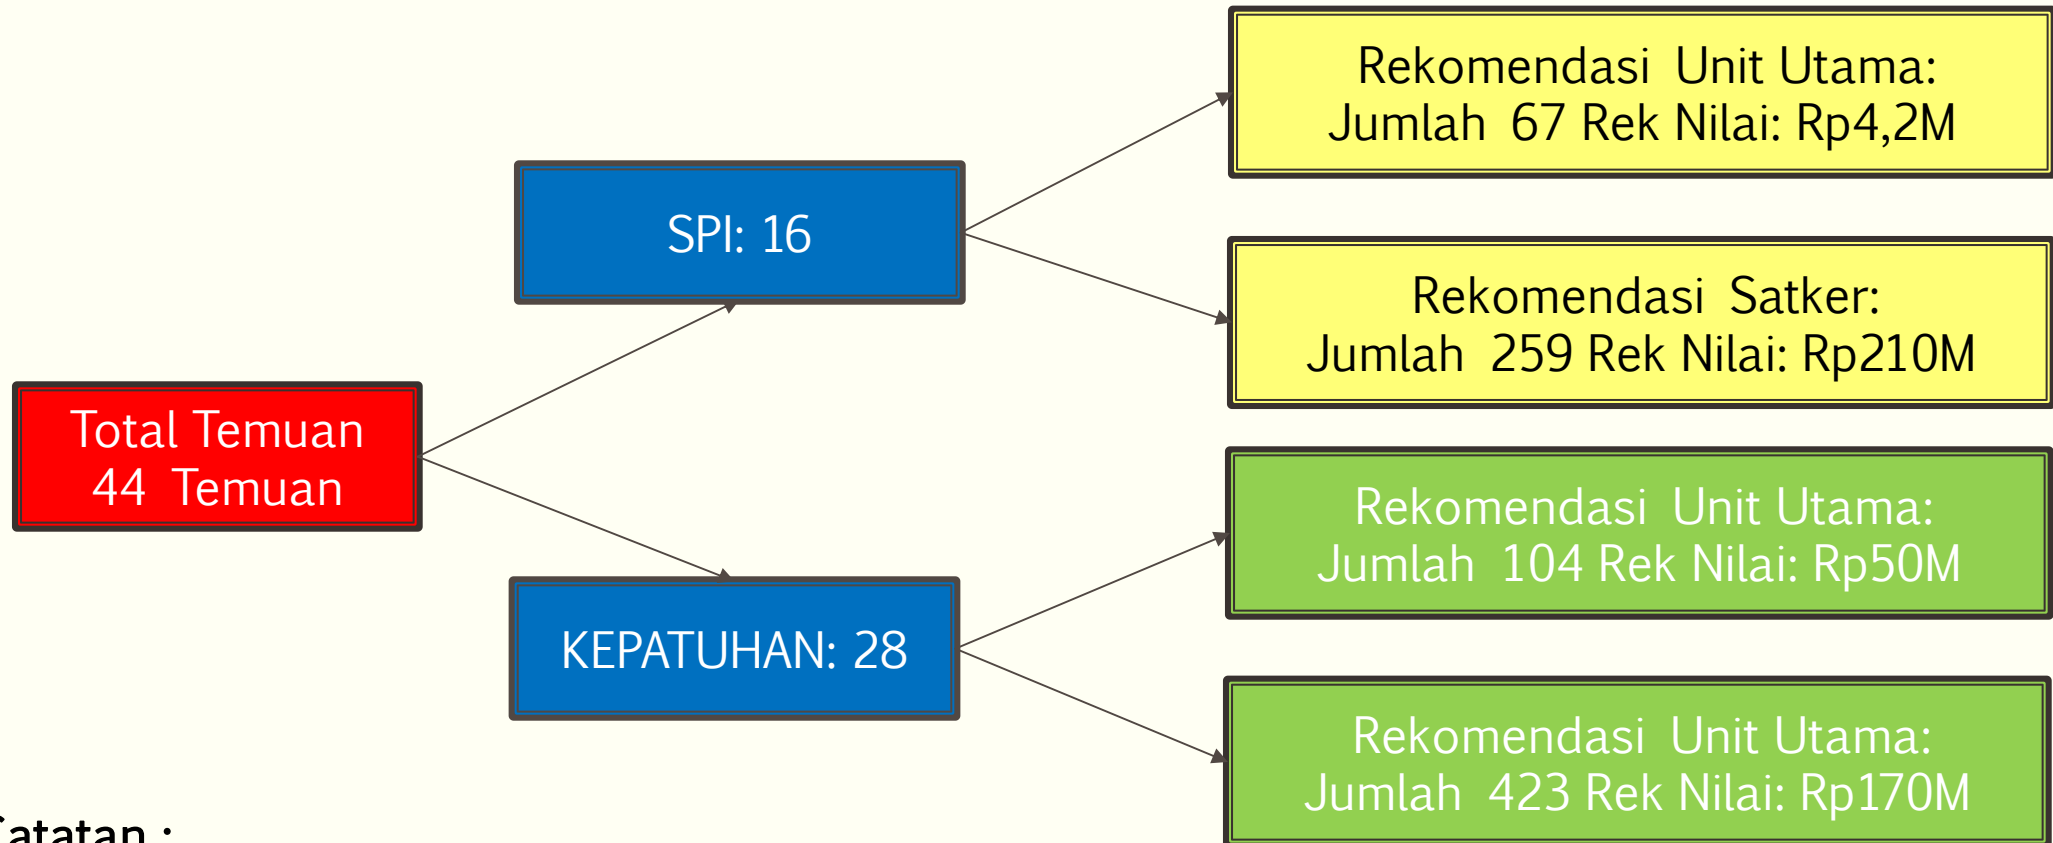 Rekomendasi Unit Utama:
Jumlah 67 Rek Nilai: Rp4,2M
SPI: 16
Rekomendasi Satker:
Jumlah 259 Rek Nilai: Rp210M
Total Temuan
44 Temuan
Rekomendasi Unit Utama:
Jumlah 104 Rek Nilai: Rp50M
KEPATUHAN: 28
Rekomendasi Unit Utama:
Jumlah 423 Rek Nilai: Rp170M
Catatan :